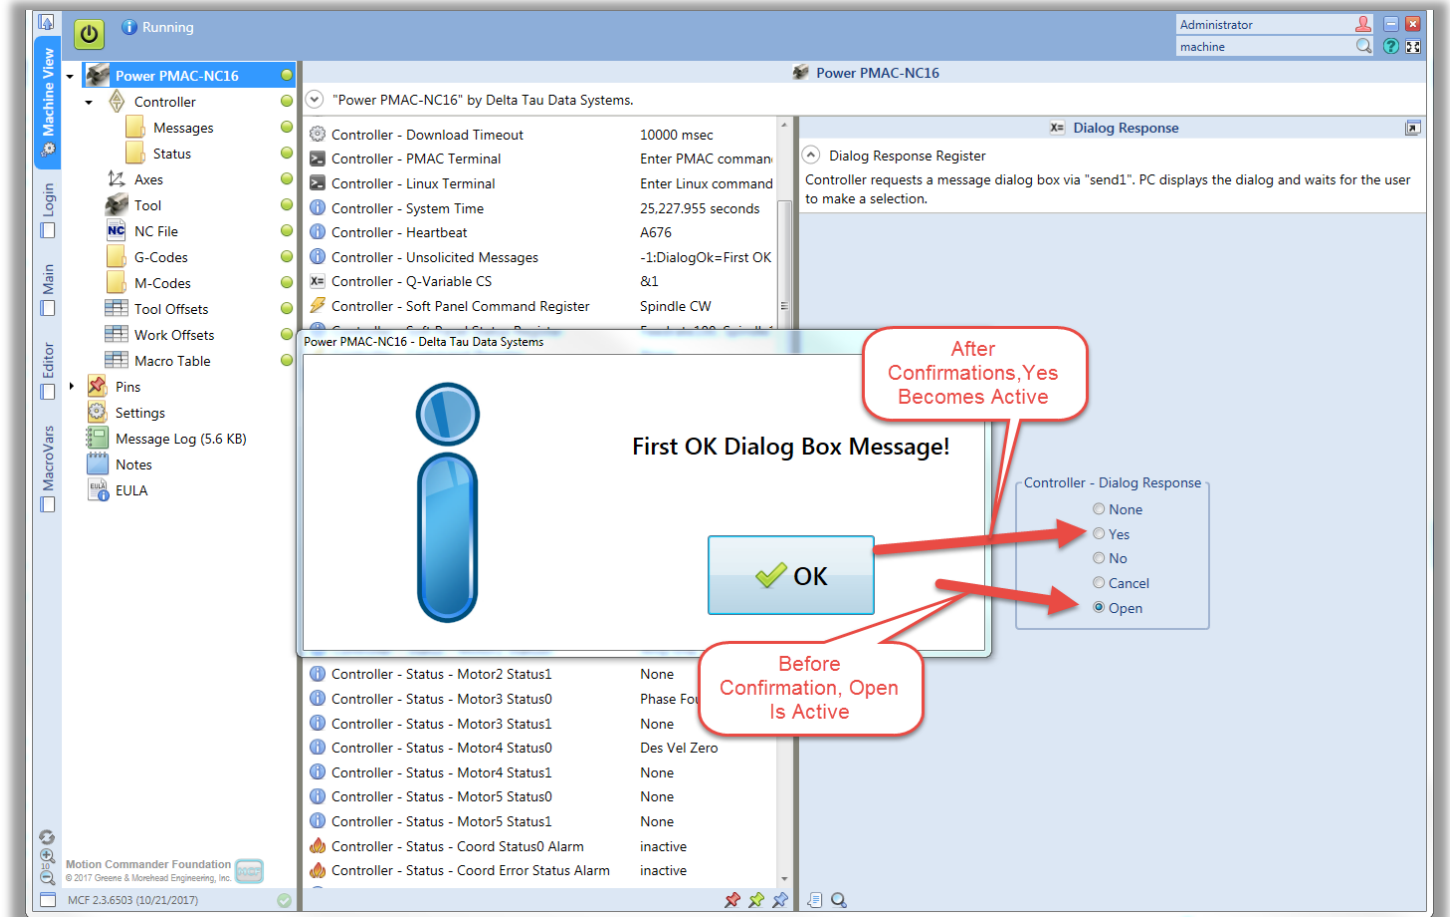 Running
Administrator
machine
Machine View
Login
Main
Editor
MacroVars
Power PMAC-NC16
Controller
Messages
Status
Axes
Tool
NC
NC File
G-Codes
M-Codes
Tool Offsets
Work Offsets
Macro Table
Pins
Settings
Message Log (5.6 KB)
Notes
EULA
EULA
Motion Commander Foundation
© 2017 Greene & Morehead Engineering, Inc.
MCF 2.3.6503 (10/21/2017)
Power PMAC-NC16
"Power PMAC-NC16" by Delta Tau Data Systems.
Controller - Download Timeout 10000 msec
Controller - PMAC Terminal Enter PMAC comman
Controller - Linux Terminal Enter Linux command
Controller - System Time 25,227.955 seconds
Controller - Heartbeat A676
Controller - Unsolicited Messages -1:DialogOk=First OK
X= Controller - Q-Variable CS &1
Controller - Soft Panel Command Register Spindle CW
Power PMAC-NC16 - Delta Tau Data Systems
First OK Dialog Box Message!
OK
Controller - Status - Motor2 Status1 None
Controller - Status - Motor3 Status0 Phase Fou
Controller - Status - Motor3 Status1 None
Controller - Status - Motor4 Status0 Des Vel Zero
Controller - Status - Motor4 Status1 None
Controller - Status - Motor5 Status0 None
Controller - Status - Motor5 Status1 None
Controller - Status - Coord Status0 Alarm inactive
Controller - Status - Coord Error Status Alarm inactive
X= Dialog Response
Dialog Response Register
Controller requests a message dialog box via "send1". PC displays the dialog and waits for the user
to make a selection.
After
Confirmations,Yes
Becomes Active
Controller - Dialog Response
None
Yes
No
Cancel
Open
Before
Confirmation, Open
Is Active